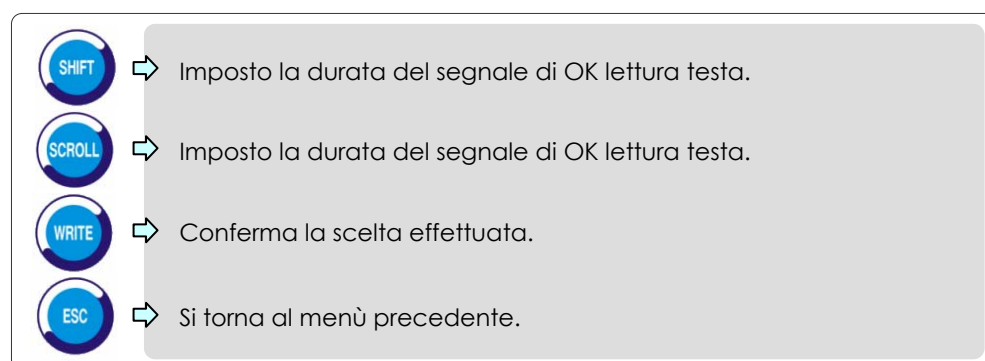 SHIFT Imposto la durata del segnale di OK lettura testa.
SCROLL Imposto la durata del segnale di OK lettura testa.
WRITE Conferma la scelta effettuata.
ESC Si torna al menù precedente.